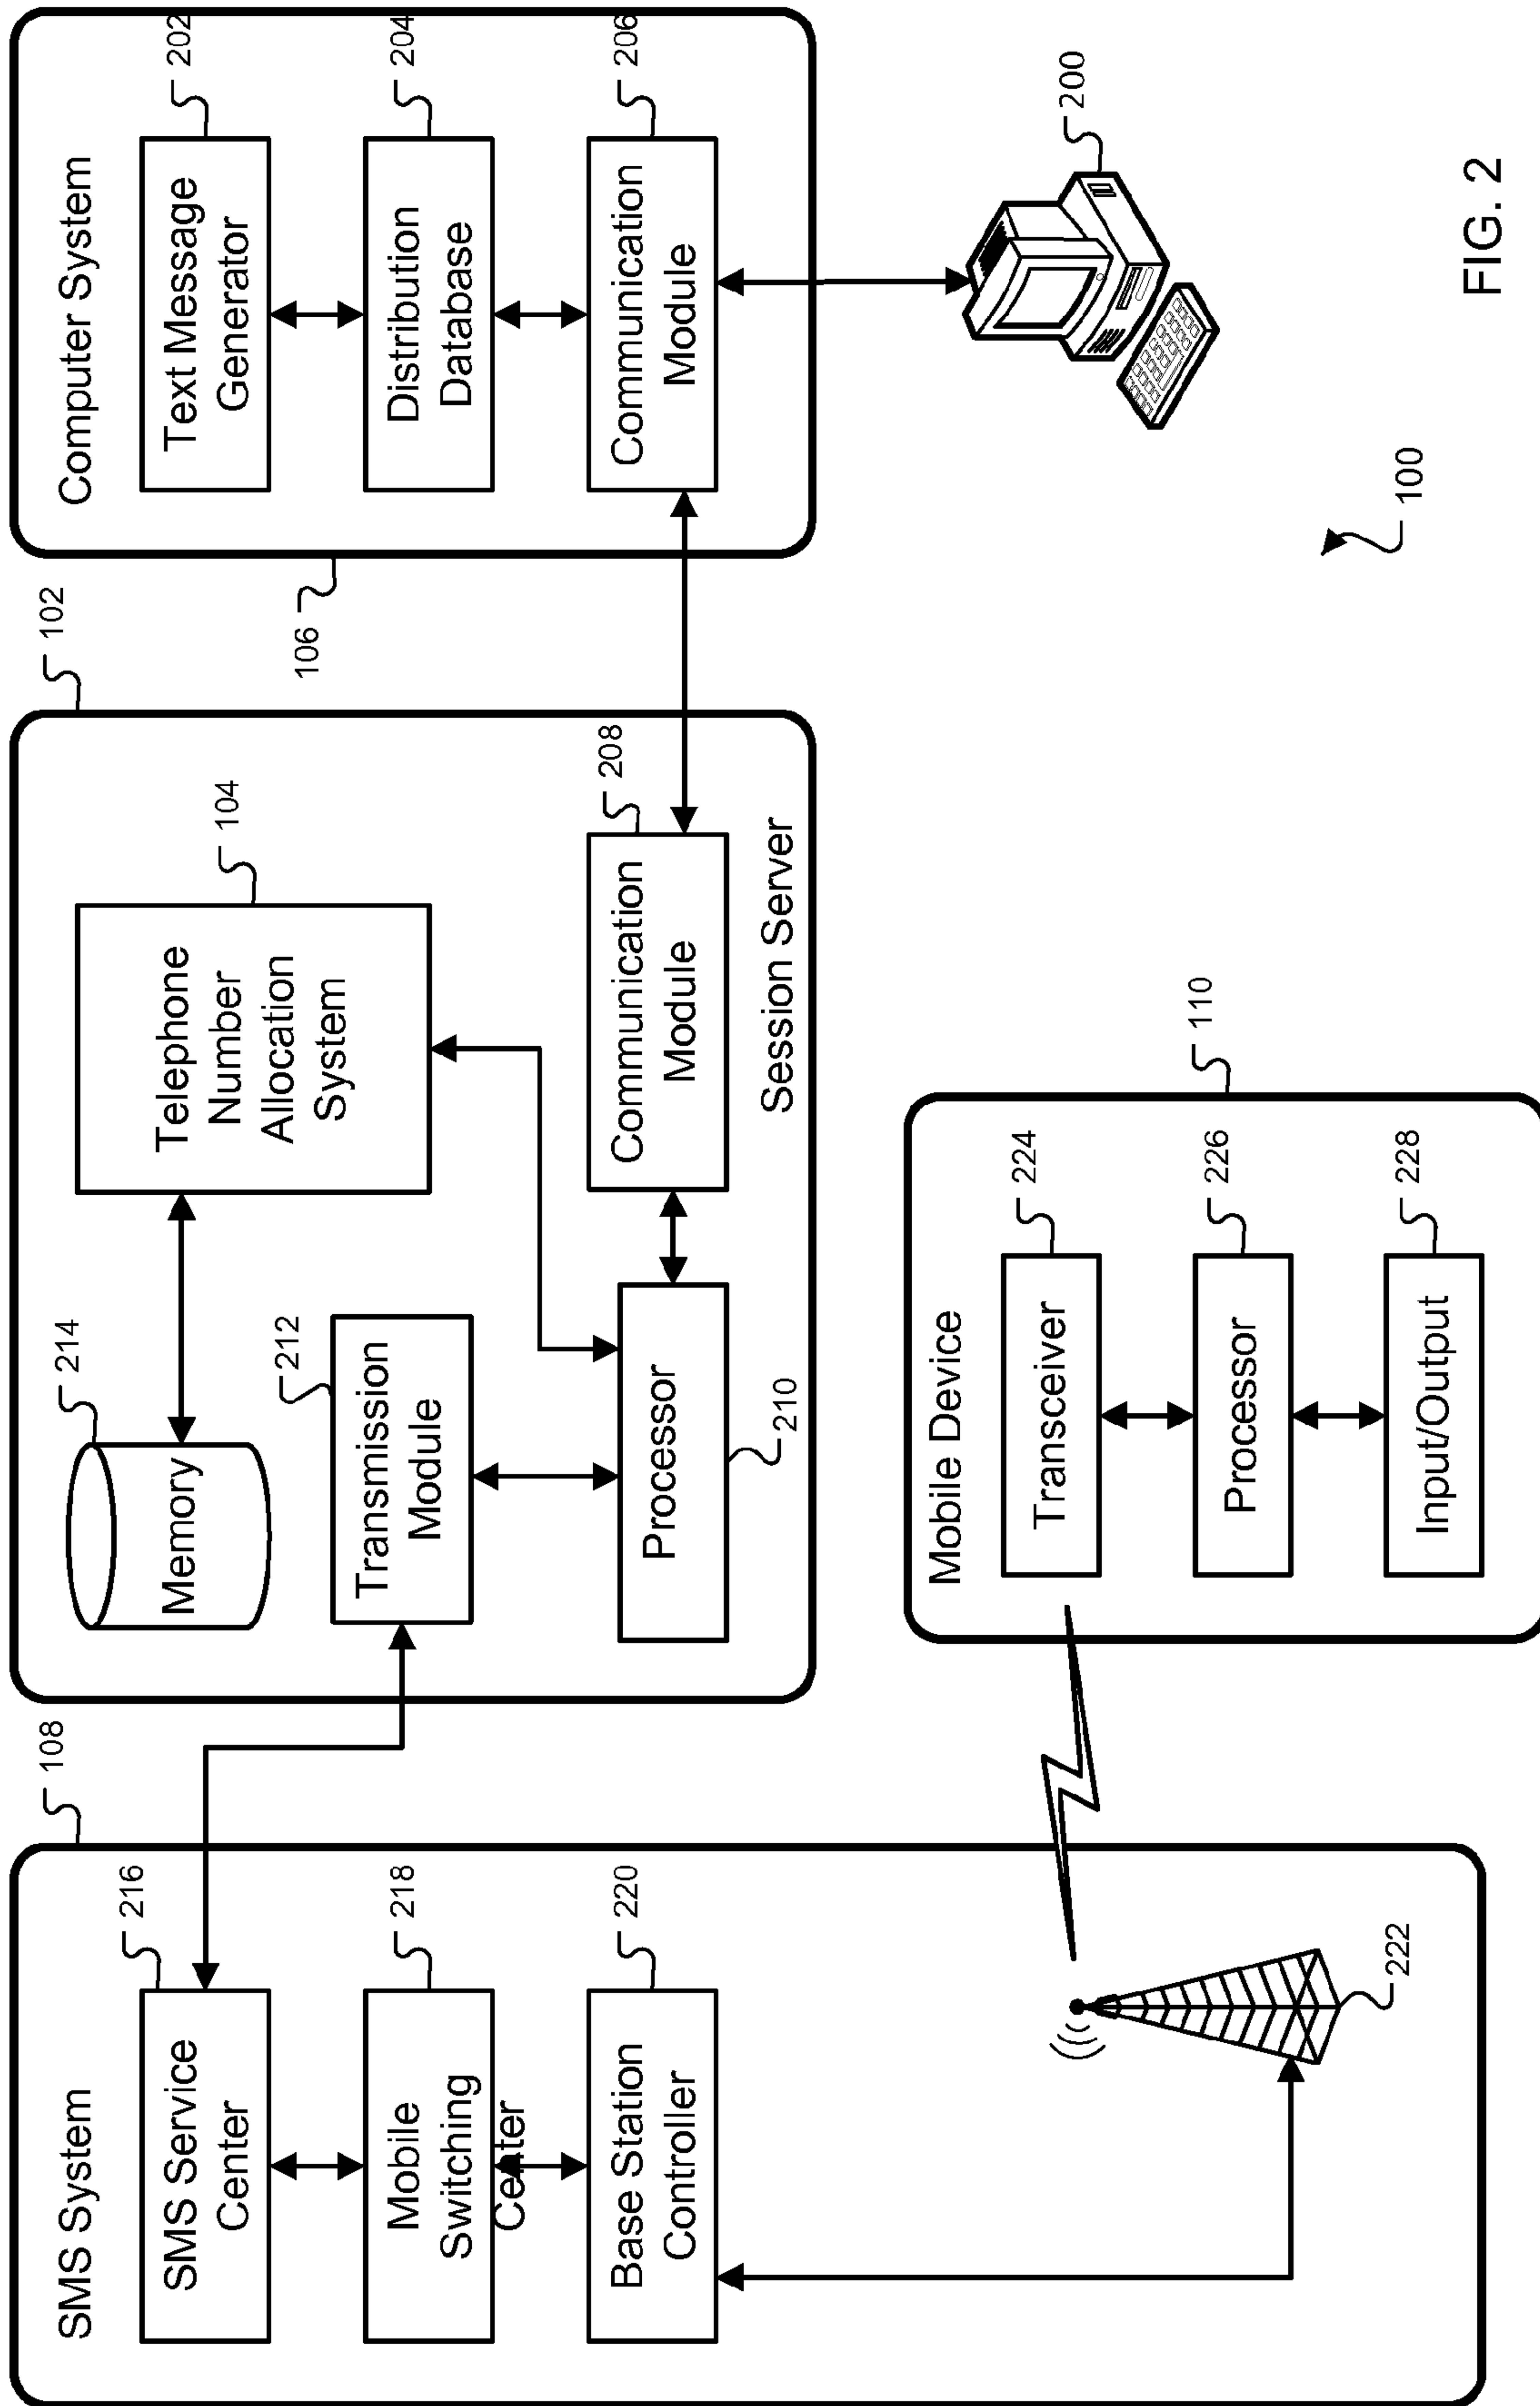 SMS System
108
SMS Service
Center
216
Mobile
Switching
Center
218
Base Station
Controller
220
222
102
Memory
214
Telephone
Number
Allocation
System
104
Transmission
Module
212
Processor
210
Communication
Module
208
Session Server
Computer System
106
Text Message
Generator
202
Distribution
Database
204
Communication
Module
206
200
Mobile Device
110
Transceiver
224
Processor
226
Input/Output
228
100
FIG. 2